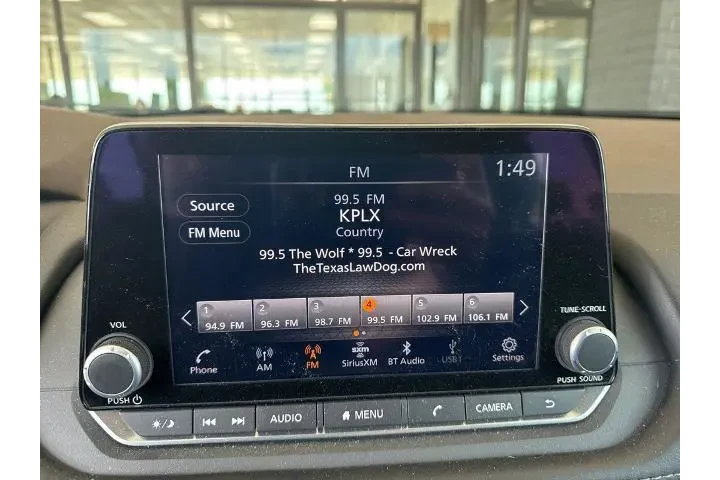 FM
1:49
Source
99.5 FM
KPLX
FM Menu
Country
99.5 The Wolf * 99.5 - Car Wreck
TheTexasLawDog.com
1 2 3 4 5 6
94.9 FM 96.3 FM 98.7 FM 99.5 FM 102.9 FM 106.1 FM
VOL
TUNE•SCROLL
sxm
Phone AM FM SiriusXM BT Audio USB1 Settings
PUSH
PUSH SOUND
AUDIO MENU CAMERA